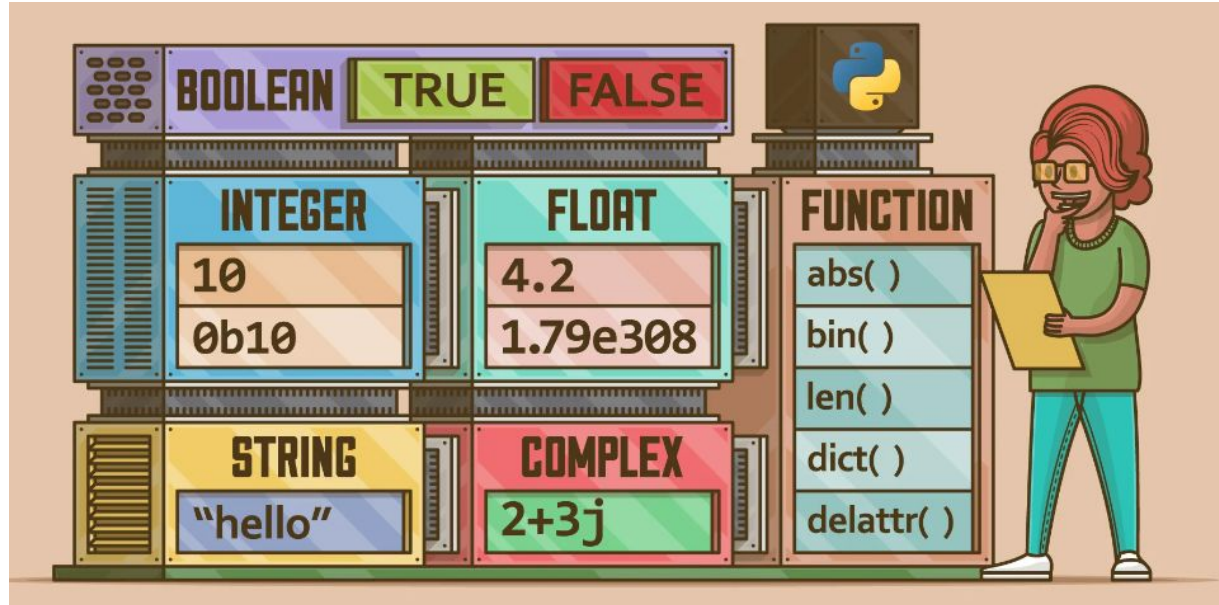 BOOLEAN TRUE FALSE
INTEGER
10
0b10
FLOAT
4.2
1.79e308
STRING
“hello”
COMPLEX
2+3j
FUNCTION
abs( )
bin( )
len( )
dict( )
delattr( )